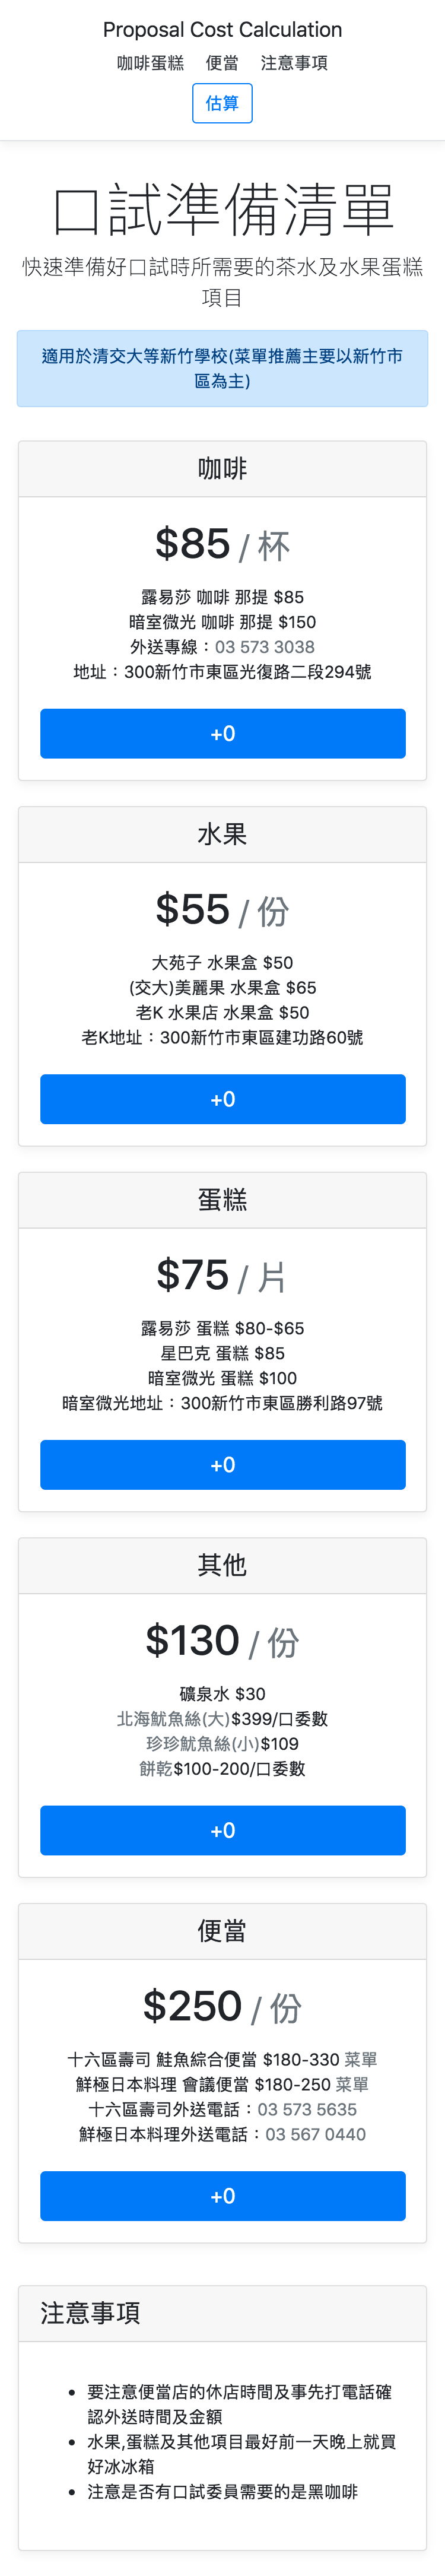 Proposal Cost Calculation
咖啡蛋糕 便當 注意事項
估算
口試準備清單
快速準備好口試時所需要的茶水及水果蛋糕
項目
適用於清交大等新竹學校(菜單推薦主要以新竹市
區為主)
咖啡
$85 / 杯
露易莎 咖啡 那提 $85
暗室微光 咖啡 那提 $150
外送專線：03 573 3038
地址：300新竹市東區光復路二段294號
+0
水果
$55 / 份
大苑子 水果盒 $50
(交大)美麗果 水果盒 $65
老K 水果店 水果盒 $50
老K地址：300新竹市東區建功路60號
+0
蛋糕
$75 / 片
露易莎 蛋糕 $80-$65
星巴克 蛋糕 $85
暗室微光 蛋糕 $100
暗室微光地址：300新竹市東區勝利路97號
+0
其他
$130 / 份
礦泉水 $30
北海魷魚絲(大)$399/口委數
珍珍魷魚絲(小)$109
餅乾$100-200/口委數
+0
便當
$250 / 份
十六區壽司 鮭魚綜合便當 $180-330 菜單
鮮極日本料理 會議便當 $180-250 菜單
十六區壽司外送電話：03 573 5635
鮮極日本料理外送電話：03 567 0440
+0
注意事項
• 要注意便當店的休店時間及事先打電話確
認外送時間及金額
• 水果,蛋糕及其他項目最好前一天晚上就買
好冰冰箱
• 注意是否有口試委員需要的是黑咖啡